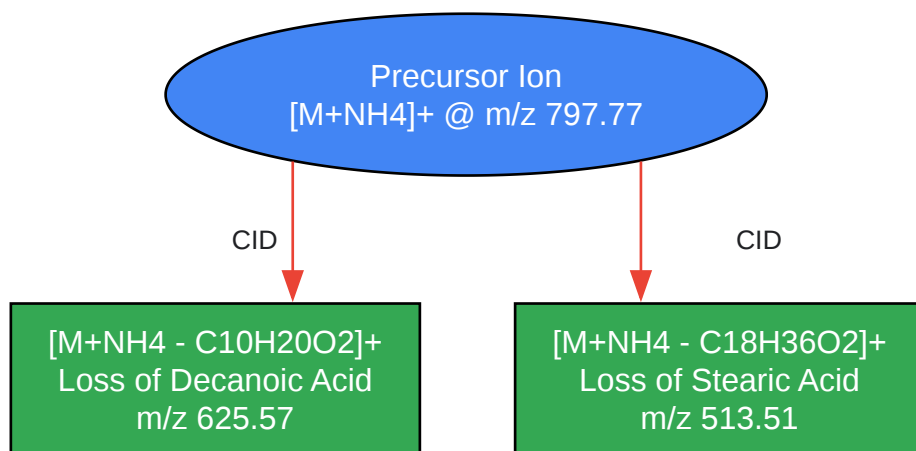 Precursor Ion
[M+NH4]+ @ m/z 797.77
CID
CID
[M+NH4 - C10H20O2]+
Loss of Decanoic Acid
m/z 625.57
[M+NH4 - C18H36O2]+
Loss of Stearic Acid
m/z 513.51